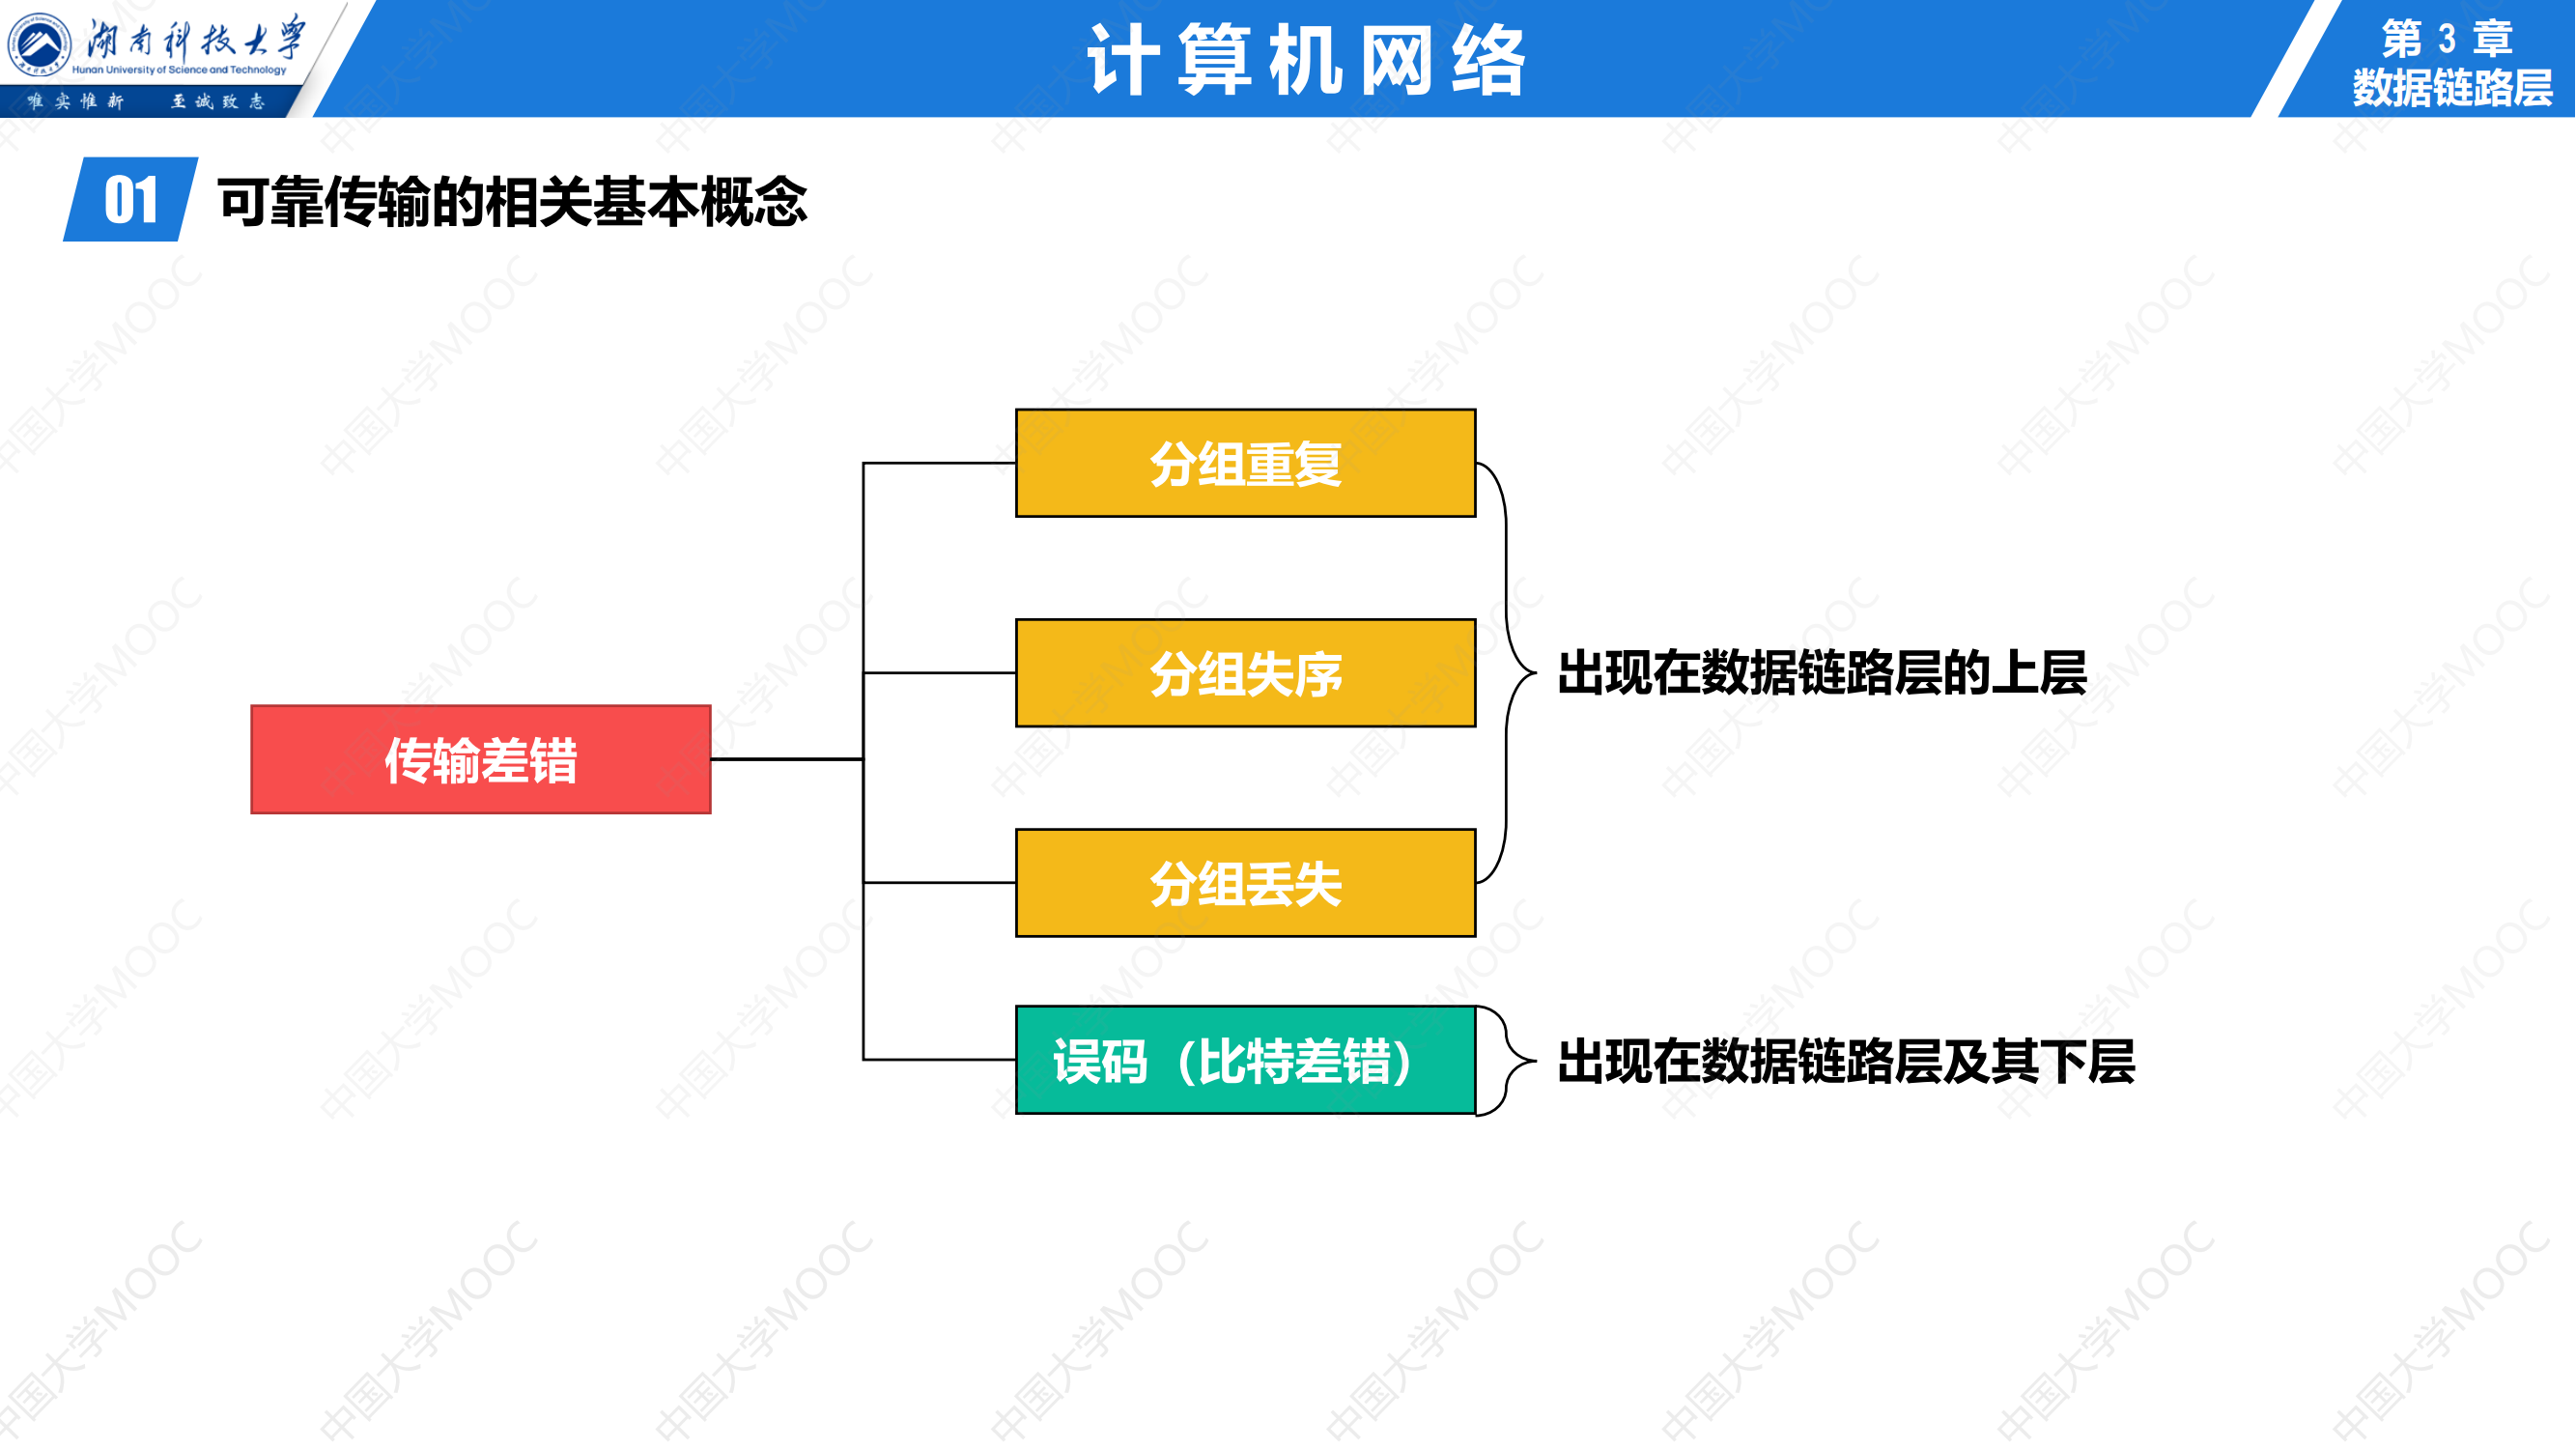 湖南科技大学
Hunan University of Science and Technology
唯实惟新 至诚致志
计算机网络
第 3 章
数据链路层
01 可靠传输的相关基本概念
分组重复
分组失序
出现在数据链路层的上层
传输差错
分组丢失
误码（比特差错）
出现在数据链路层及其下层
中国大学MOOC